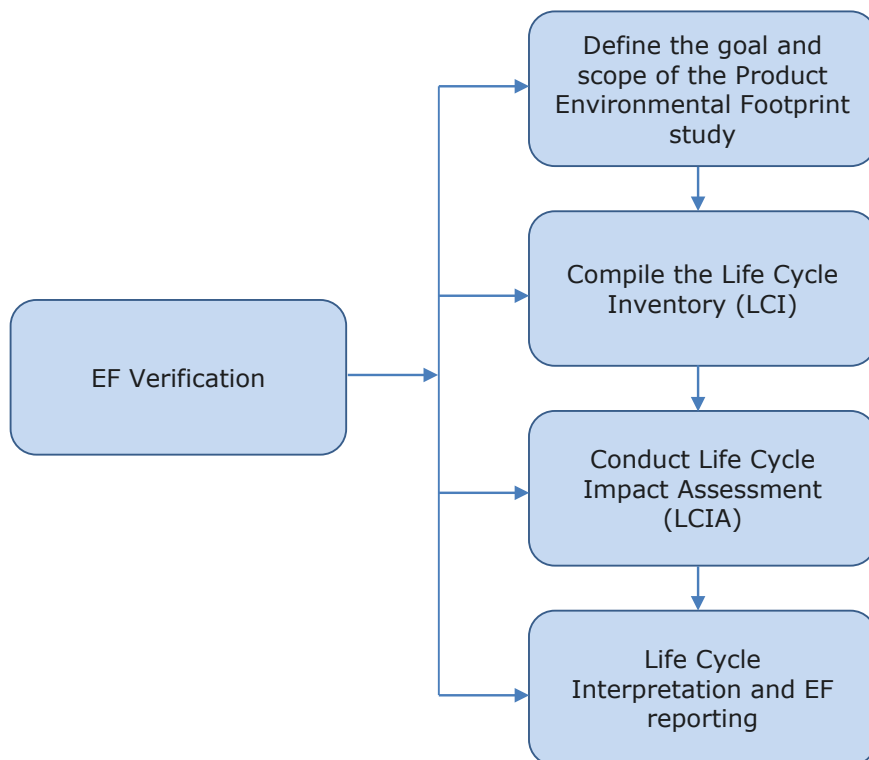 Define the goal and
scope of the Product
Environmental Footprint
study
Compile the Life Cycle
Inventory (LCI)
EF Verification
Conduct Life Cycle
Impact Assessment
(LCIA)
Life Cycle
Interpretation and EF
reporting